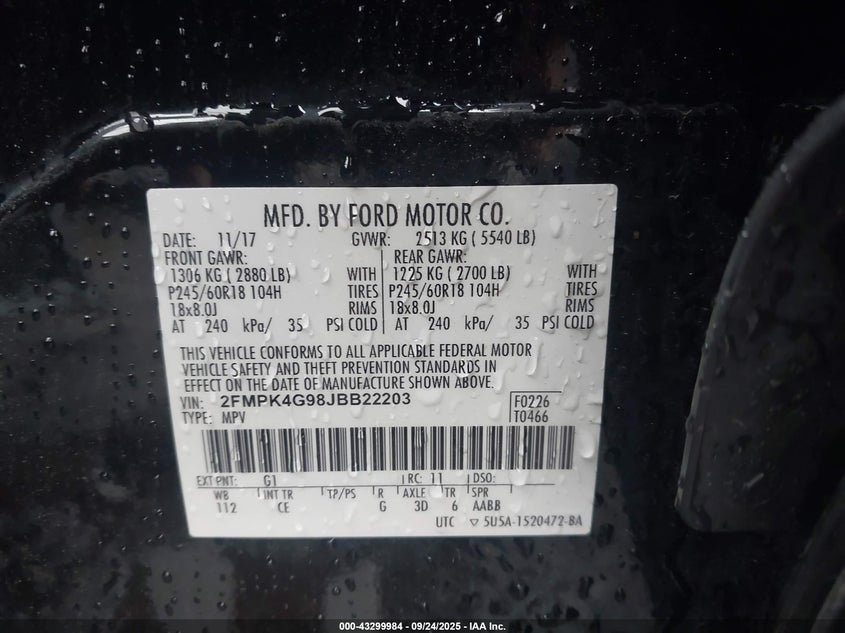 MFD. BY FORD MOTOR CO.
DATE: 11/17 GVWR: 2513 KG ( 5540 LB)
FRONT GAWR: REAR GAWR:
1306 KG ( 2880 LB) WITH 1225 KG ( 2700 LB) WITH
P245/60R18 104H TIRES P245/60R18 104H TIRES
18x8.0J RIMS 18x8.0J RIMS
AT 240 kPa/ 35 PSI COLD AT 240 kPa/ 35 PSI COLD
THIS VEHICLE CONFORMS TO ALL APPLICABLE FEDERAL MOTOR
VEHICLE SAFETY AND THEFT PREVENTION STANDARDS IN
EFFECT ON THE DATE OF MANUFACTURE SHOWN ABOVE.
VIN: 2FMPK4G98JBB22203 F0226
TYPE: MPV T0466
EXT PNT: G1 RC: 11 DSO:
WB INT TR TP/PS R AXLE TR SPR
112 CE G 3D 6 AABB
UTC ▽ 5U5A-1520472-BA
000-43299984 - 09/24/2025 - IAA Inc.